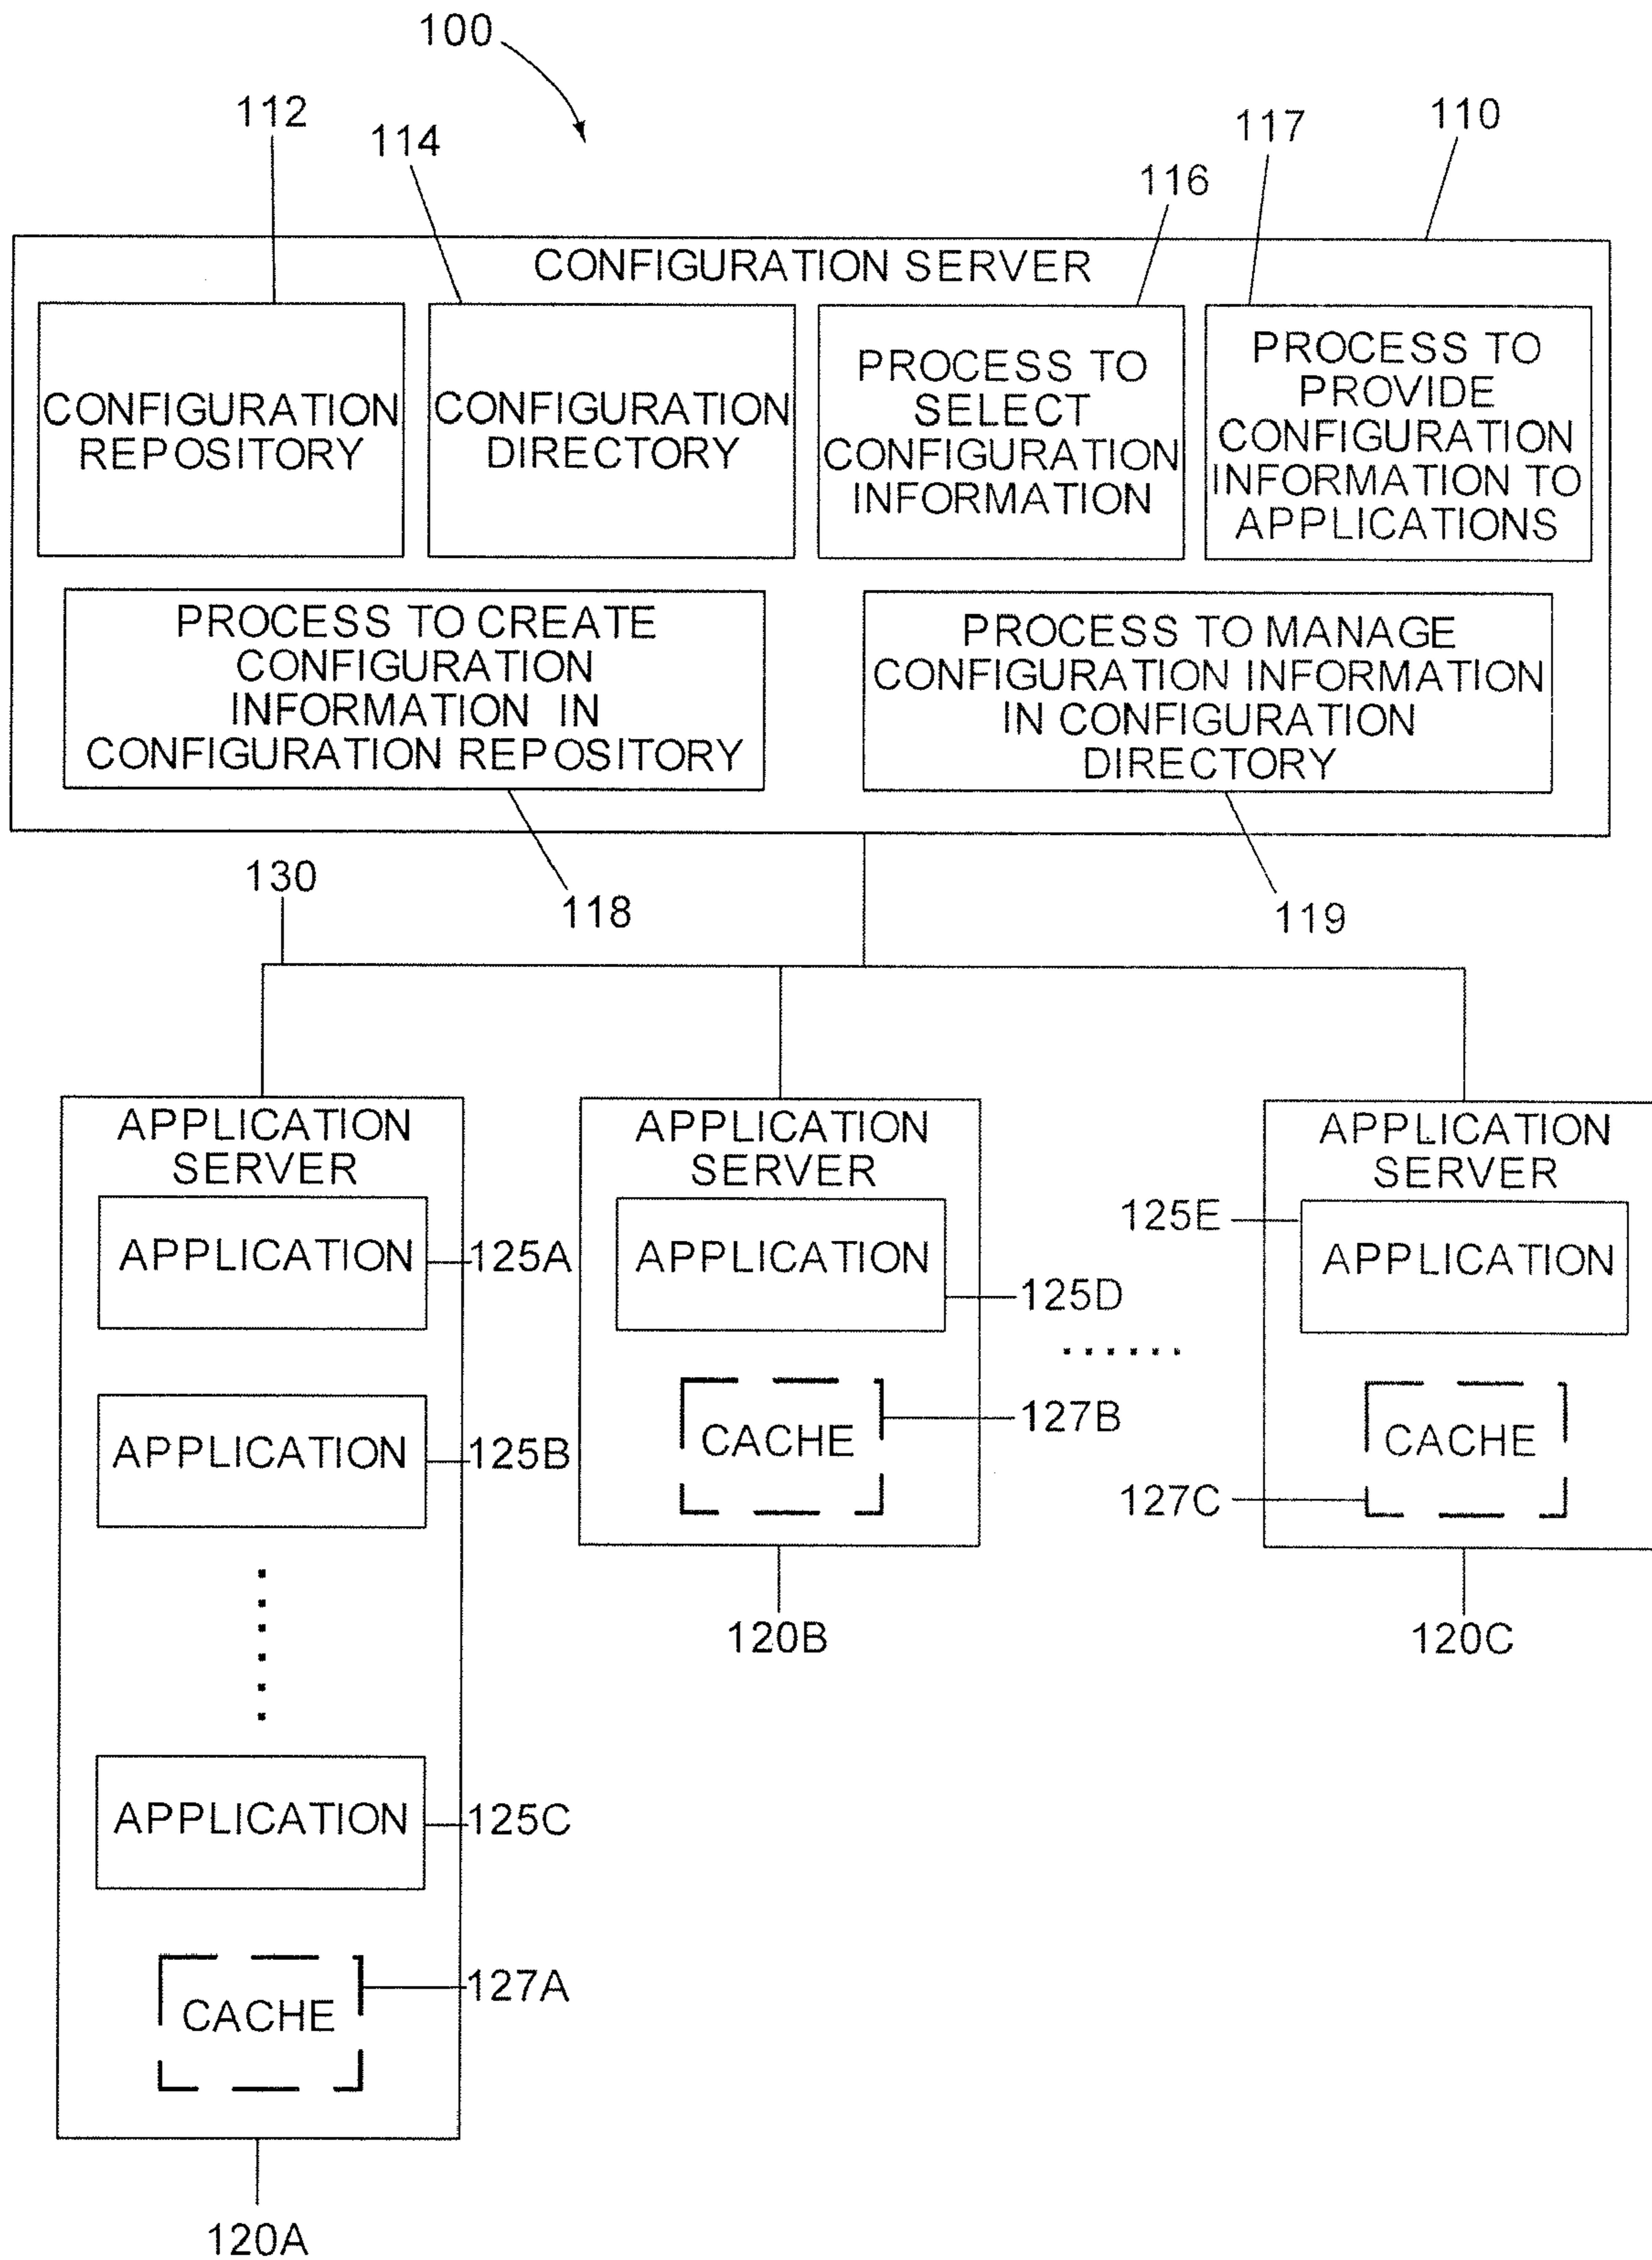 100
112
114
117
110
116
CONFIGURATION SERVER
CONFIGURATION
REPOSITORY
CONFIGURATION
DIRECTORY
PROCESS TO
SELECT
CONFIGURATION
INFORMATION
PROCESS TO
PROVIDE
CONFIGURATION
INFORMATION TO
APPLICATIONS
PROCESS TO CREATE
CONFIGURATION
INFORMATION IN
CONFIGURATION REPOSITORY
PROCESS TO MANAGE
CONFIGURATION INFORMATION
IN CONFIGURATION
DIRECTORY
130
118
119
APPLICATION
SERVER
APPLICATION
125A
APPLICATION
125B
APPLICATION
125C
CACHE
127A
120A
APPLICATION
SERVER
APPLICATION
125D
CACHE
127B
120B
APPLICATION
SERVER
125E
APPLICATION
CACHE
127C
120C